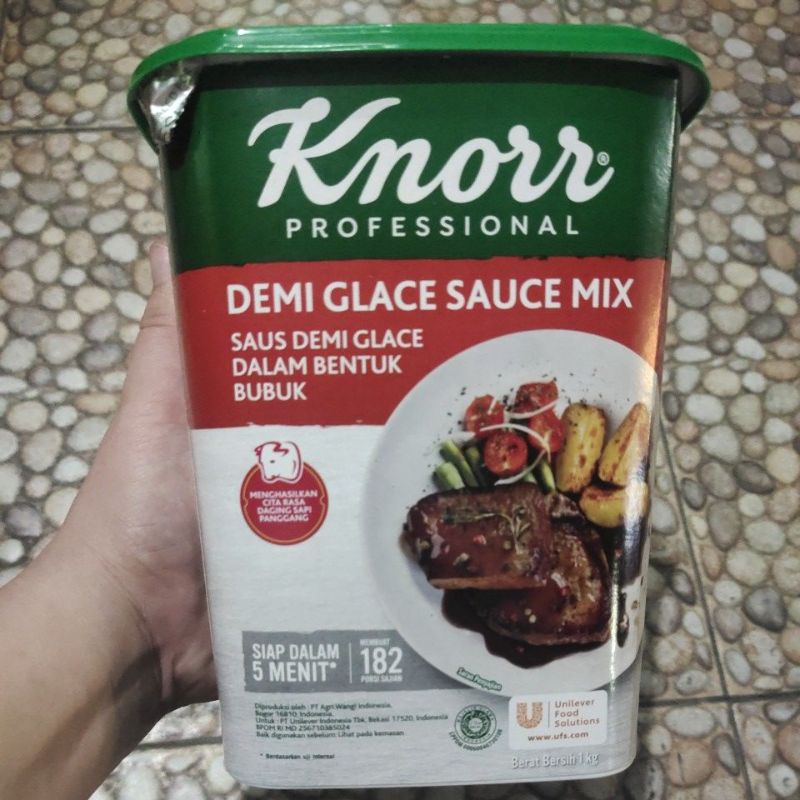 Knorr®
PROFESSIONAL
DEMI GLACE SAUCE MIX
SAUS DEMI GLACE
DALAM BENTUK
BUBUK
MENGHASILKAN
CITA RASA
DAGING SAPI
PANGGANG
SIAP DALAM
5 MENIT*
MEMBUAT
182
PORSI SAJIAN
Saran Penyajian
Diproduksi oleh : PT Agri Wangi Indonesia,
Bogor 16810, Indonesia.
Untuk : PT Unilever Indonesia Tbk, Bekasi 17520, Indonesia
BPOM RI MD 256710385024
Baik digunakan sebelum: Lihat pada kemasan
* Berdasarkan uji internal
Unilever
Food
Solutions
www.ufs.com
Berat Bersih 1 kg